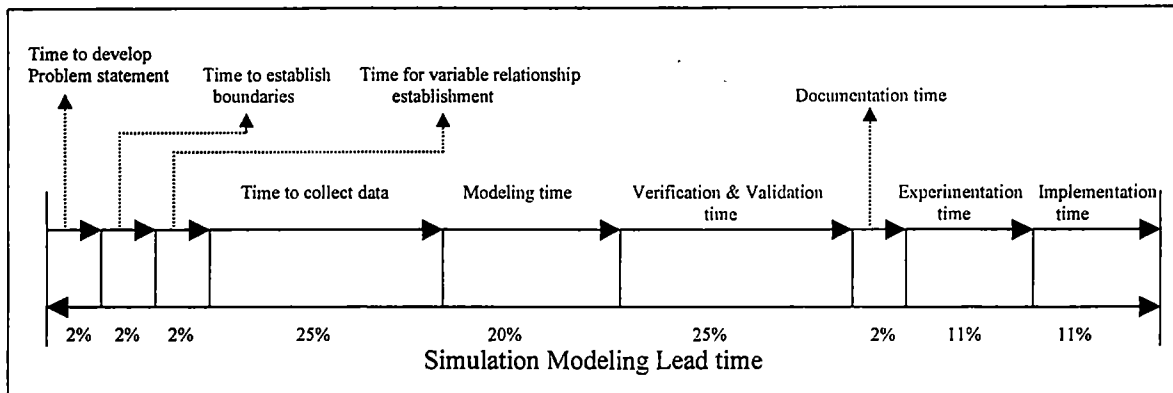 Time to develop
Problem statement
Time to establish
boundaries
Time for variable relationship
establishment
Documentation time
Time to collect data
Modeling time
Verification & Validation
time
Experimentation
time
Implementation
time
2% 2% 2% 25% 20% 25% 2% 11% 11%
Simulation Modeling Lead time